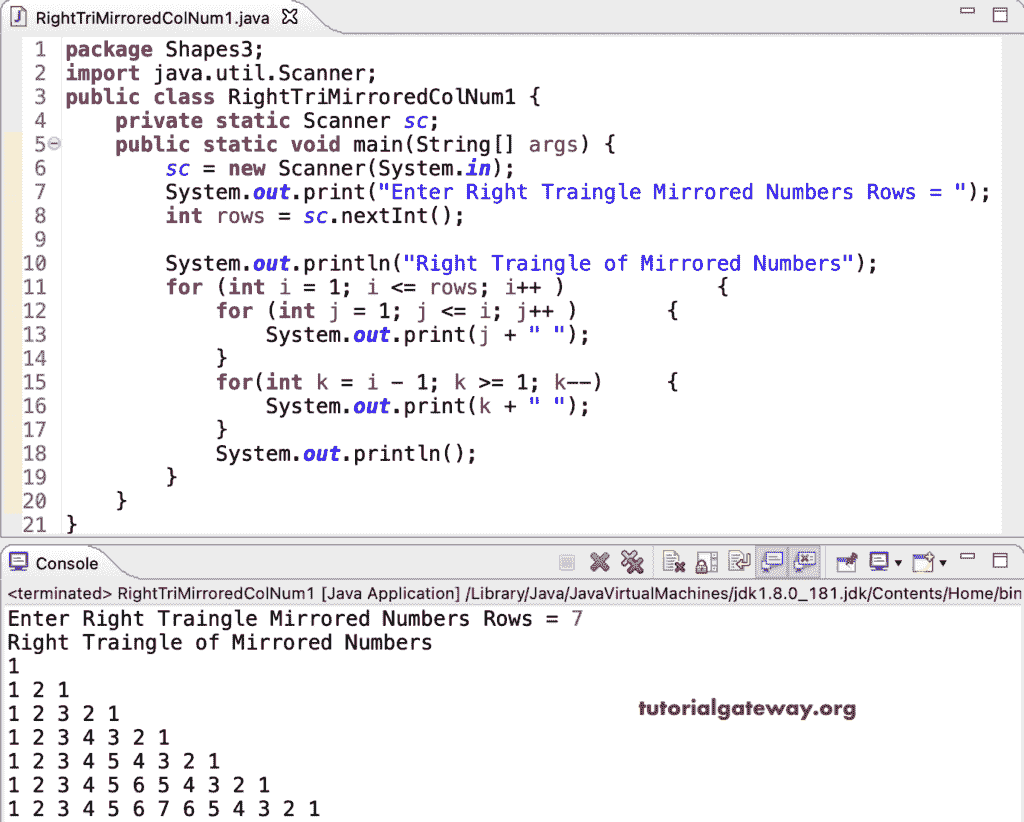 RightTriMirroredColNum1.java
1 package Shapes3;
2 import java.util.Scanner;
3 public class RightTriMirroredColNum1 {
4     private static Scanner sc;
5     public static void main(String[] args) {
6         sc = new Scanner(System.in);
7         System.out.print("Enter Right Traingle Mirrored Numbers Rows = ");
8         int rows = sc.nextInt();
9
10         System.out.println("Right Traingle of Mirrored Numbers");
11         for (int i = 1; i <= rows; i++ )            {
12             for (int j = 1; j <= i; j++ )       {
13                 System.out.print(j + " ");
14             }
15             for(int k = i - 1; k >= 1; k--)     {
16                 System.out.print(k + " ");
17             }
18             System.out.println();
19         }
20     }
21 }
Console
<terminated> RightTriMirroredColNum1 [Java Application] /Library/Java/JavaVirtualMachines/jdk1.8.0_181.jdk/Contents/Home/bin
Enter Right Traingle Mirrored Numbers Rows = 7
Right Traingle of Mirrored Numbers
1
1 2 1
1 2 3 2 1
1 2 3 4 3 2 1
1 2 3 4 5 4 3 2 1
1 2 3 4 5 6 5 4 3 2 1
1 2 3 4 5 6 7 6 5 4 3 2 1
tutorialgateway.org